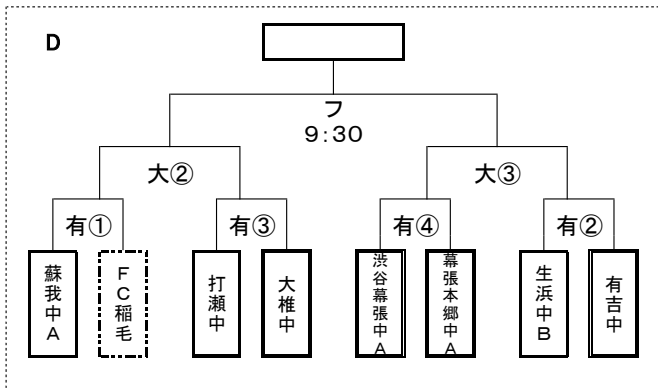 D
フ
9:30
大②
大③
有①
有③
有④
有②
蘇我中A
FC稲毛
打瀬中
大椎中
渋谷幕張中A
幕張本郷中A
生浜中B
有吉中